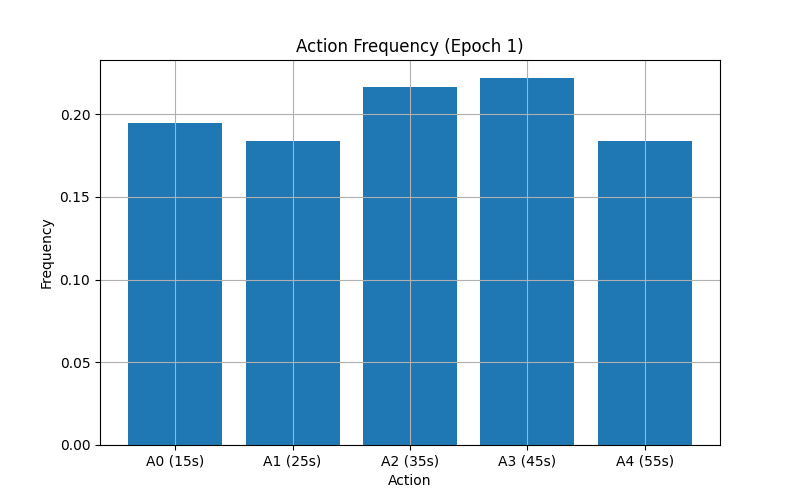 Action Frequency (Epoch 1)
Frequency
0.20
0.15
0.10
0.05
0.00
A0 (15s) A1 (25s) A2 (35s) A3 (45s) A4 (55s)
Action